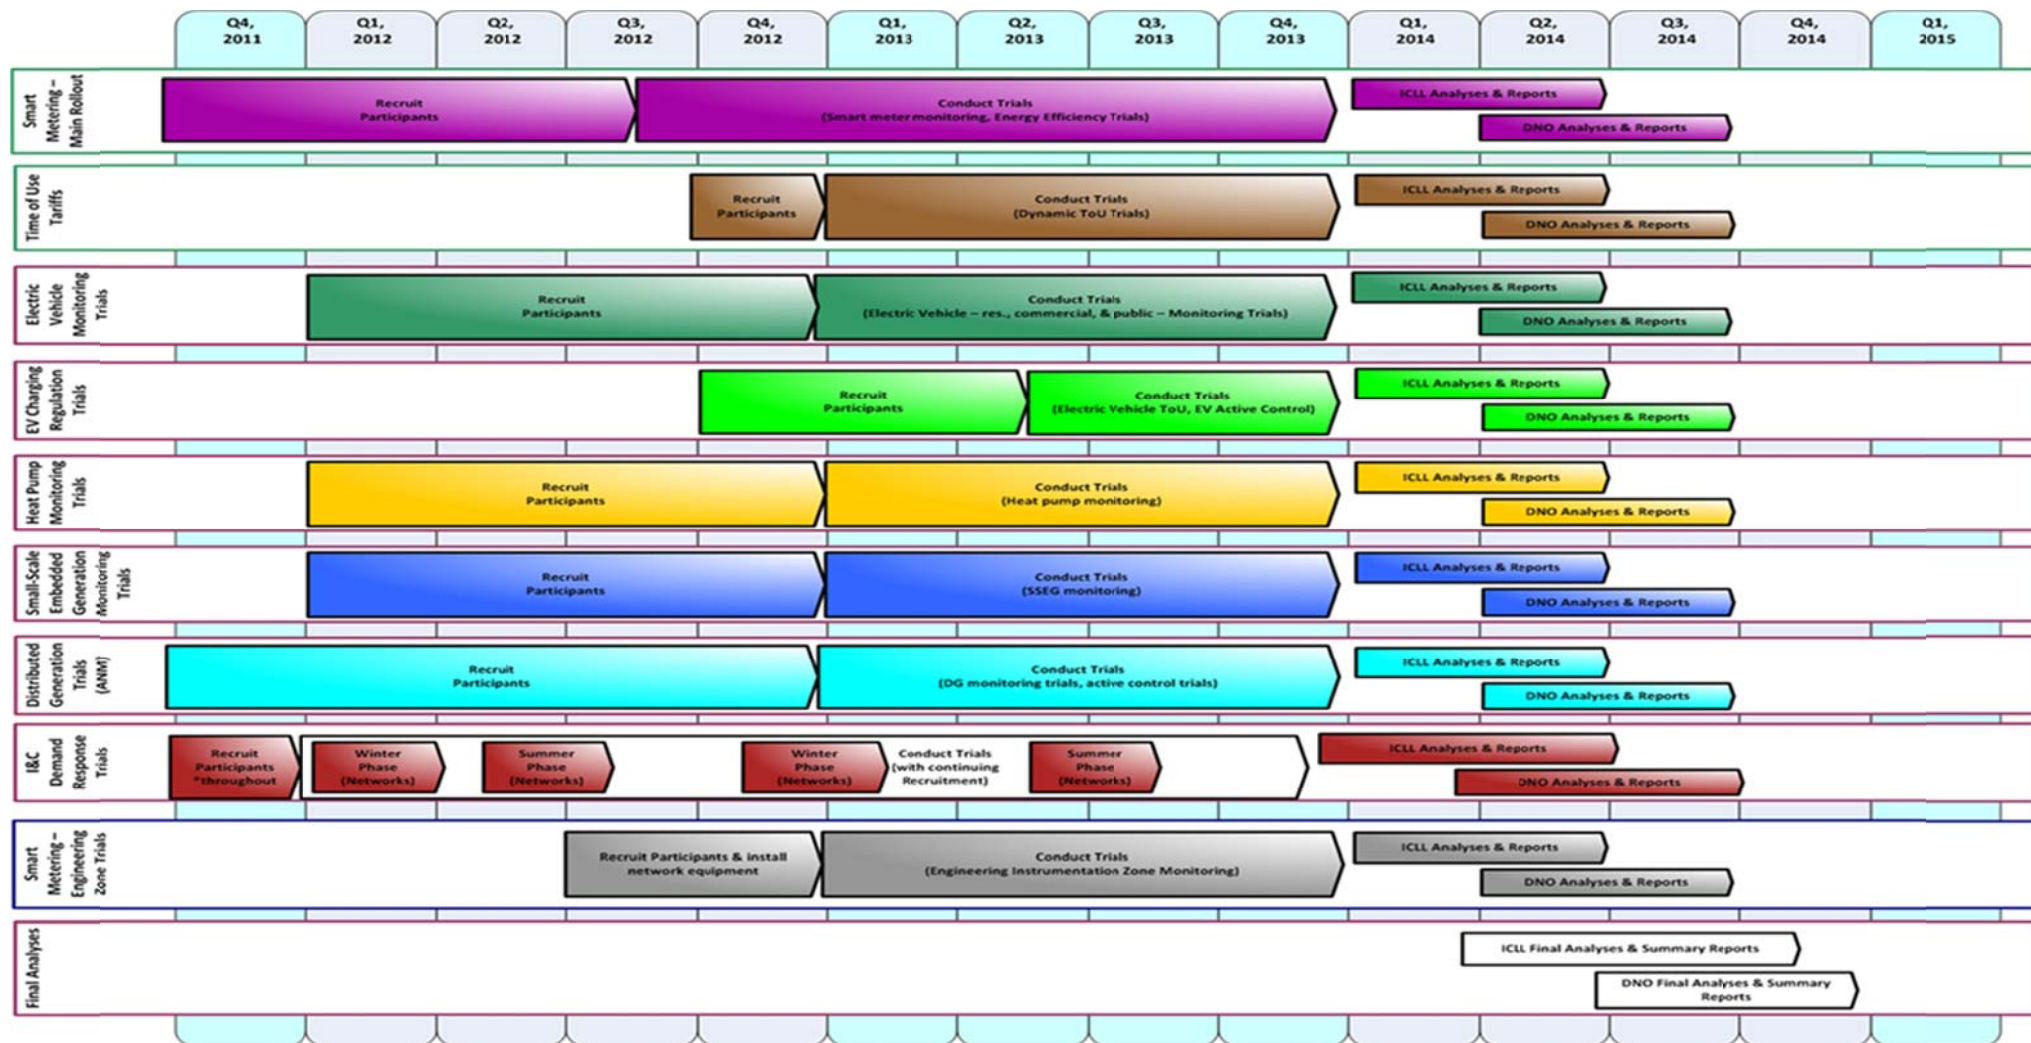 Q4,
2011
Q1,
2012
Q2,
2012
Q3,
2012
Q4,
2012
Q1,
2013
Q2,
2013
Q3,
2013
Q4,
2013
Q1,
2014
Q2,
2014
Q3,
2014
Q4,
2014
Q1,
2015
Smart
Metering –
Main Rollout
Recruit
Participants
Conduct Trials
(Smart meter monitoring, Energy Efficiency Trials)
ICLL Analyses & Reports
DNO Analyses & Reports
Time of Use
Tariffs
Recruit
Participants
Conduct Trials
(Dynamic ToU Trials)
ICLL Analyses & Reports
DNO Analyses & Reports
Electric
Vehicle
Monitoring
Trials
Recruit
Participants
Conduct Trials
(Electric Vehicle – res., commercial, & public – Monitoring Trials)
ICLL Analyses & Reports
DNO Analyses & Reports
EV Charging
Regulation
Trials
Recruit
Participants
Conduct Trials
(Electric Vehicle ToU, EV Active Control)
ICLL Analyses & Reports
DNO Analyses & Reports
Heat Pump
Monitoring
Trials
Recruit
Participants
Conduct Trials
(Heat pump monitoring)
ICLL Analyses & Reports
DNO Analyses & Reports
Small-Scale
Embedded
Generation
Monitoring
Trials
Recruit
Participants
Conduct Trials
(SSEG monitoring)
ICLL Analyses & Reports
DNO Analyses & Reports
Distributed
Generation
Trials
(ANM)
Recruit
Participants
Conduct Trials
(DG monitoring trials, active control trials)
ICLL Analyses & Reports
DNO Analyses & Reports
I&C
Demand
Response
Trials
Recruit
Participants
*throughout
Winter
Phase
(Networks)
Summer
Phase
(Networks)
Winter
Phase
(Networks)
Conduct Trials
(with continuing
Recruitment)
Summer
Phase
(Networks)
ICLL Analyses & Reports
DNO Analyses & Reports
Smart
Metering –
Engineering
Zone Trials
Recruit Participants & install
network equipment
Conduct Trials
(Engineering Instrumentation Zone Monitoring)
ICLL Analyses & Reports
DNO Analyses & Reports
Final Analyses
ICLL Final Analyses & Summary Reports
DNO Final Analyses & Summary
Reports